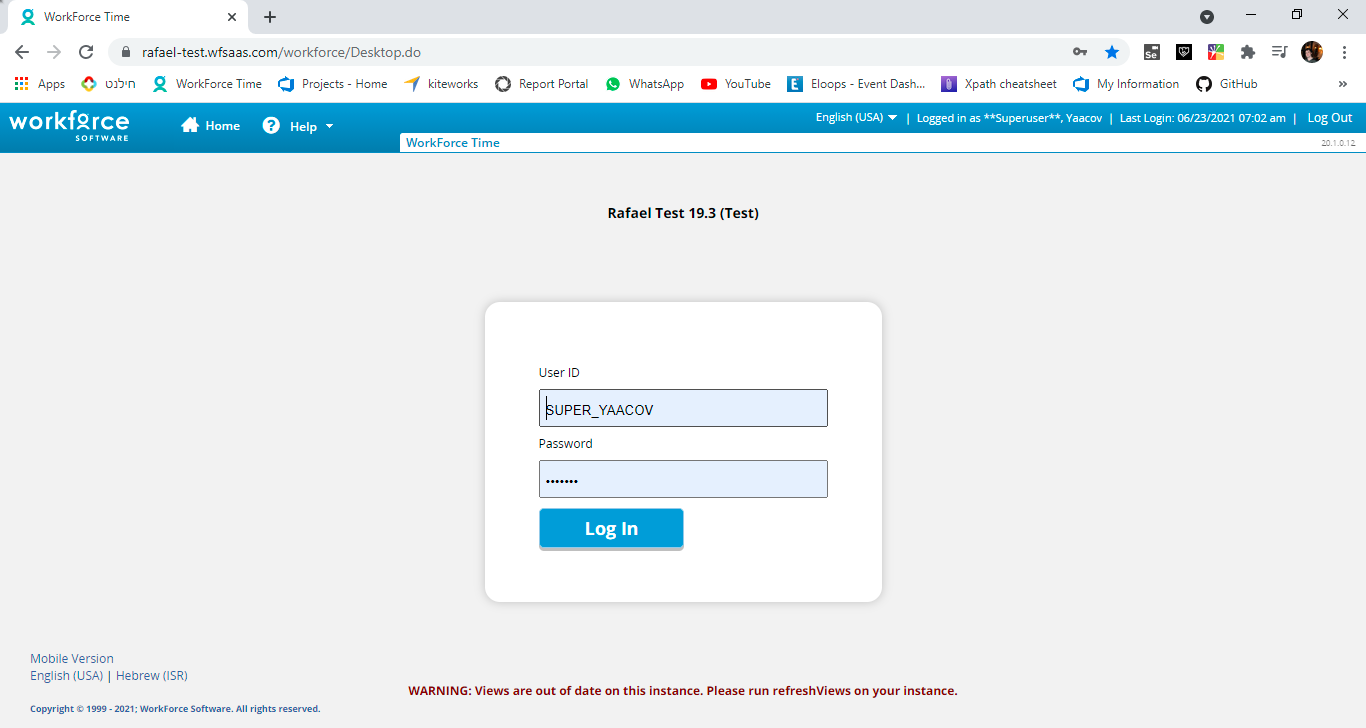 WorkForce Time
rafael-test.wfsaas.com/workforce/Desktop.do
Apps חילנט WorkForce Time Projects - Home kiteworks Report Portal WhatsApp YouTube Eloops - Event Dash... Xpath cheatsheet My Information GitHub »
workforce SOFTWARE
Home Help
English (USA) | Logged in as **Superuser**, Yaacov | Last Login: 06/23/2021 07:02 am | Log Out
WorkForce Time 20.1.0.12
Rafael Test 19.3 (Test)
User ID
SUPER_YAACOV
Password
•••••••
Log In
Mobile Version
English (USA) | Hebrew (ISR)
WARNING: Views are out of date on this instance. Please run refreshViews on your instance.
Copyright © 1999 - 2021; WorkForce Software. All rights reserved.